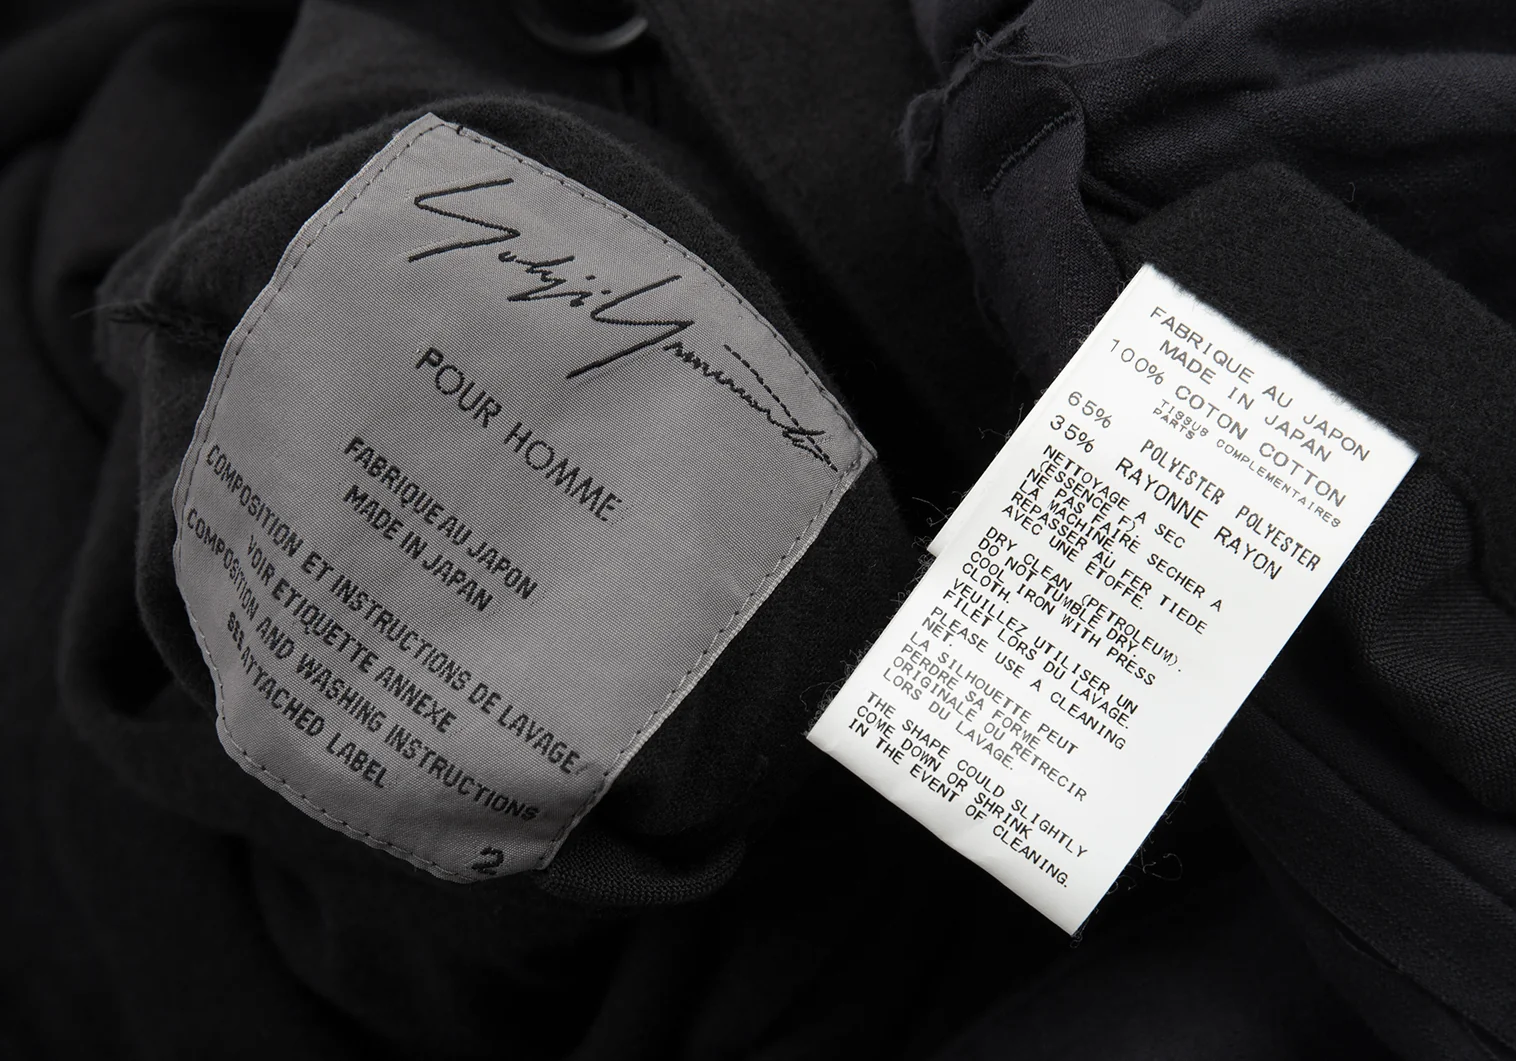 Yohji Yamamoto
POUR HOMME
FABRIQUE AU JAPON
MADE IN JAPAN
COMPOSITION ET INSTRUCTIONS DE LAVAGE/
VOIR ETIQUETTE ANNEXE
COMPOSITION AND WASHING INSTRUCTIONS
SEE ATTACHED LABEL
2
FABRIQUE AU JAPON
MADE IN JAPAN
100% COTON COTTON
TISSUS COMPLEMENTAIRES
PARTS
65% POLYESTER POLYESTER
35% RAYONNE RAYON
NETTOYAGE A SEC
(ESSENCE F).
NE PAS FAIRE SECHER A
LA MACHINE.
REPASSER AU FER TIEDE
AVEC UNE ETOFFE.
DRY CLEAN (PETROLEUM).
DO NOT TUMBLE DRY.
COOL IRON WITH PRESS
CLOTH.
VEUILLEZ UTILISER UN
FILET LORS DU LAVAGE.
PLEASE USE A CLEANING
NET.
LA SILHOUETTE PEUT
PERDRE SA FORME
ORIGINALE OU RETRECIR
LORS DU LAVAGE.
THE SHAPE COULD SLIGHTLY
COME DOWN OR SHRINK
IN THE EVENT OF CLEANING.